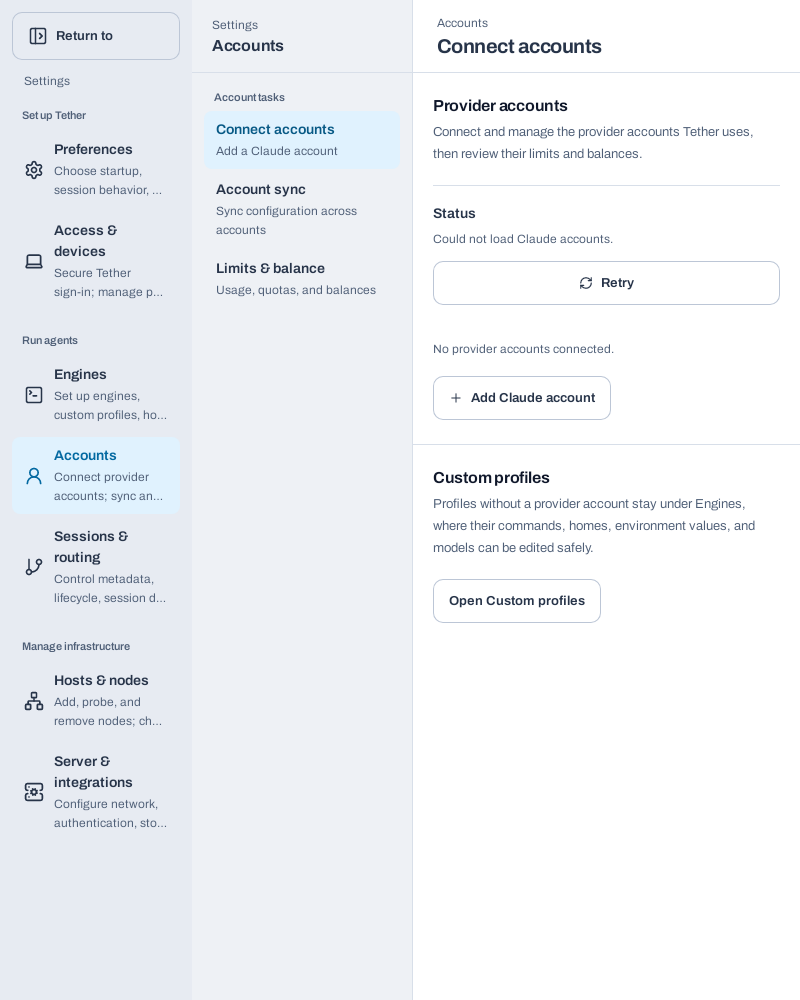 Return to
Settings
Set up Tether
Preferences
Choose startup,
session behavior, ...
Access &
devices
Secure Tether
sign-in; manage p...
Run agents
Engines
Set up engines,
custom profiles, ho...
Accounts
Connect provider
accounts; sync an...
Sessions &
routing
Control metadata,
lifecycle, session d...
Manage infrastructure
Hosts & nodes
Add, probe, and
remove nodes; ch...
Server &
integrations
Configure network,
authentication, sto...
Settings
Accounts
Account tasks
Connect accounts
Add a Claude account
Account sync
Sync configuration across
accounts
Limits & balance
Usage, quotas, and balances
Accounts
Connect accounts
Provider accounts
Connect and manage the provider accounts Tether uses,
then review their limits and balances.
Status
Could not load Claude accounts.
Retry
No provider accounts connected.
Add Claude account
Custom profiles
Profiles without a provider account stay under Engines,
where their commands, homes, environment values, and
models can be edited safely.
Open Custom profiles